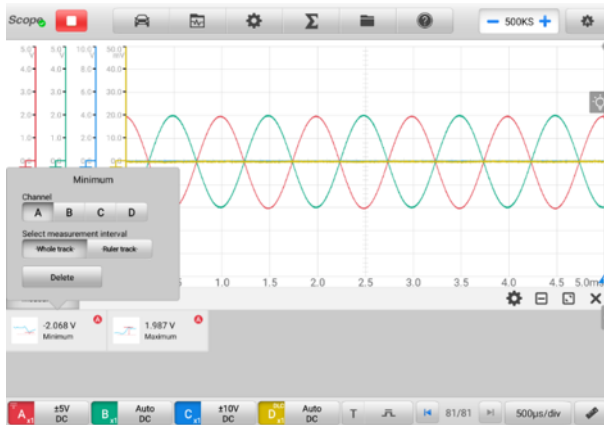 Scope
Σ
?
− 500KS +
5.0 5.0 10.0 50.0
V V V mV
4.0 4.0 8.0 40.0
3.0 3.0 6.0 30.0
2.0 2.0 4.0 20.0
1.0 1.0 2.0 10.0
0.0 0.0 0.0 0.0
Minimum
Channel
A B C D
Select measurement interval
Whole track Ruler track
Delete
1.0 1.5 2.0 2.5 3.0 3.5 4.0 4.5 5.0ms
-2.068 V A
Minimum
1.987 V A
Maximum
A x1 ±5V DC
B x1 Auto DC
C x1 ±10V DC
D x1 Auto DC
T
81/81
500μs/div